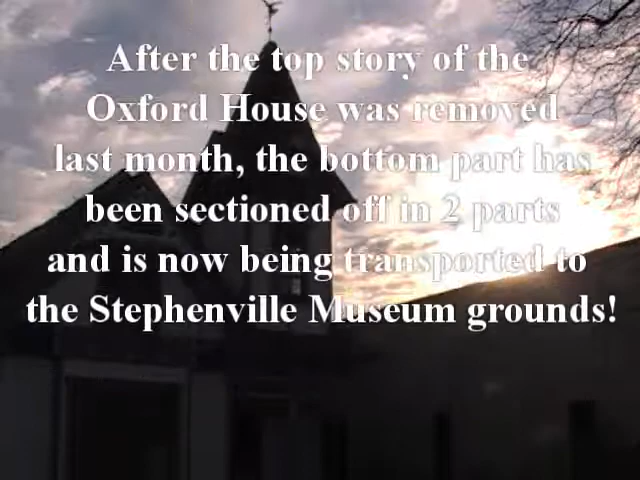 After the top story of the
Oxford House was removed
last month, the bottom part has
been sectioned off in 2 parts
and is now being transported to
the Stephenville Museum grounds!